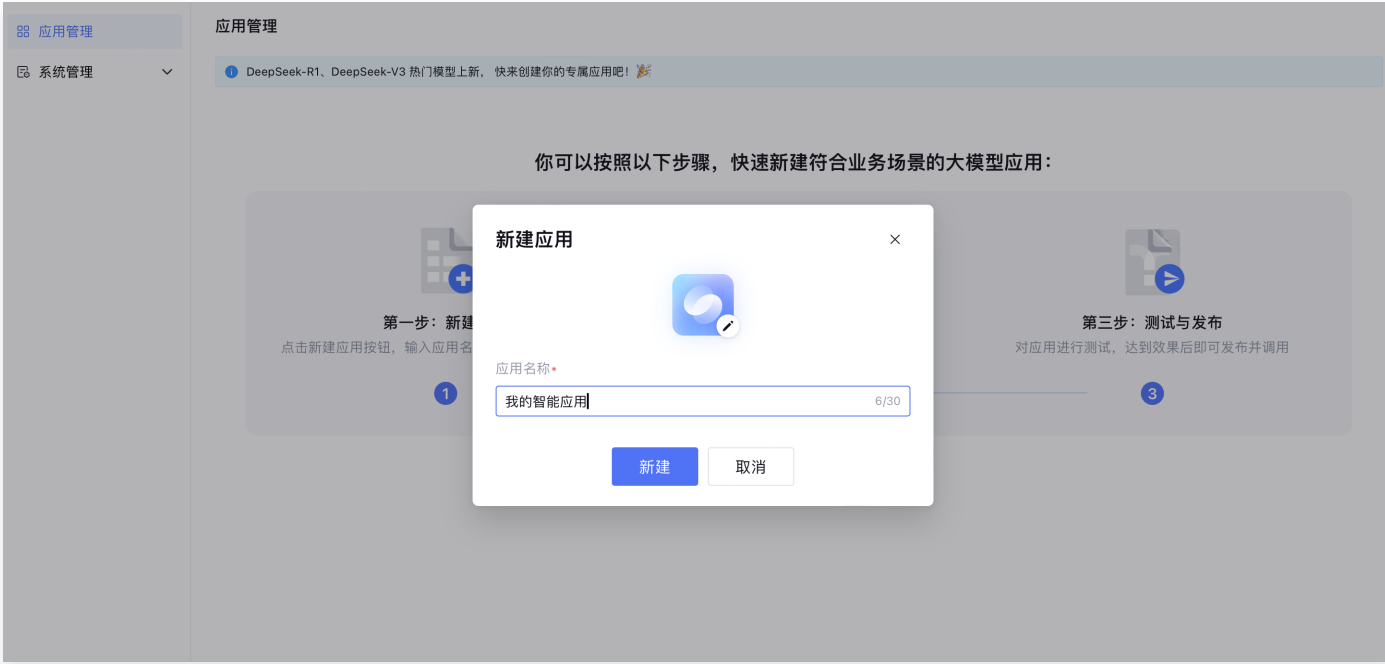 应用管理
系统管理
应用管理
DeepSeek-R1、DeepSeek-V3 热门模型上新， 快来创建你的专属应用吧！
你可以按照以下步骤，快速新建符合业务场景的大模型应用：
第一步：新建
点击新建应用按钮，输入应用名
1
新建应用
应用名称*
我的智能应用
6/30
新建
取消
第三步：测试与发布
对应用进行测试，达到效果后即可发布并调用
3